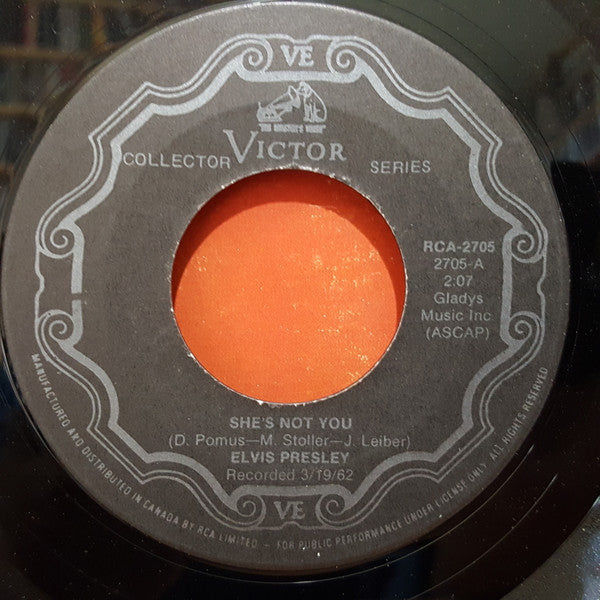 VE
"HIS MASTER'S VOICE"
VICTOR
COLLECTOR SERIES
RCA-2705
2705-A
2:07
Gladys
Music Inc
(ASCAP)
SHE'S NOT YOU
(D. Pomus—M. Stoller—J. Leiber)
ELVIS PRESLEY
Recorded 3/19/62
VE
MANUFACTURED AND DISTRIBUTED IN CANADA BY RCA LIMITED – FOR PUBLIC PERFORMANCE UNDER LICENSE ONLY ALL RIGHTS RESERVED